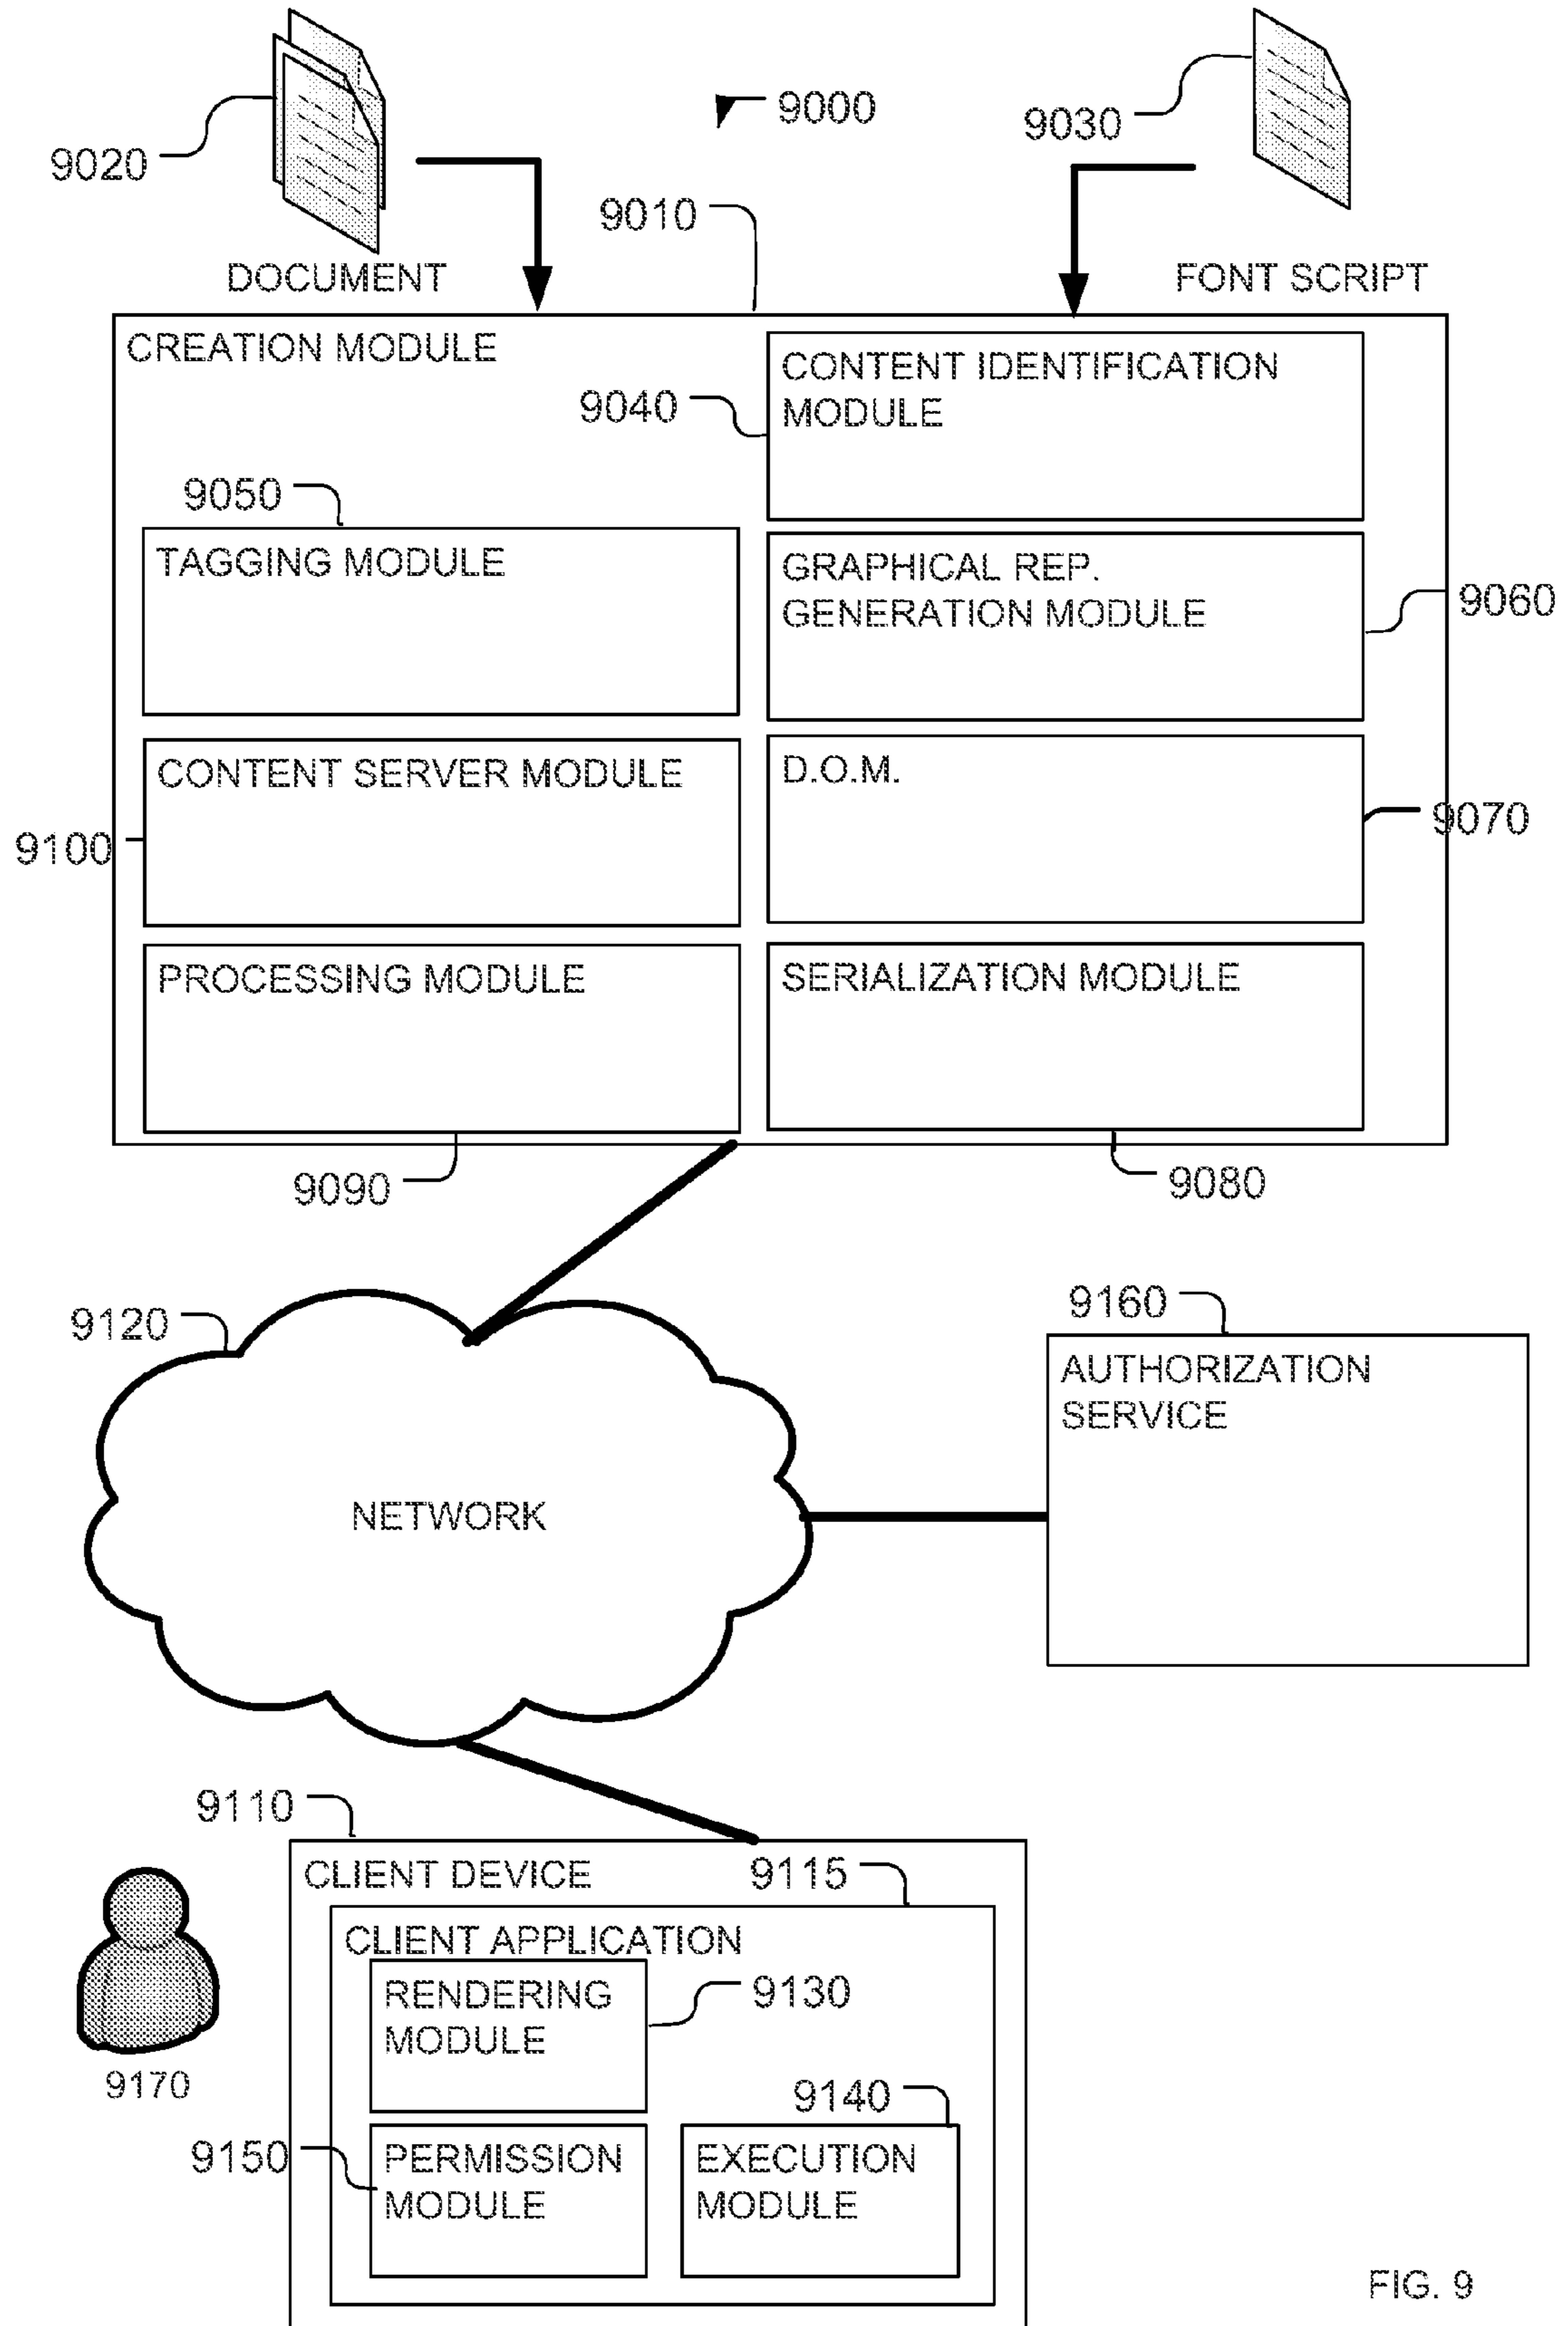 9000
9020
9030
9010
DOCUMENT
FONT SCRIPT
CREATION MODULE
CONTENT IDENTIFICATION
MODULE
9040
9050
TAGGING MODULE
GRAPHICAL REP.
GENERATION MODULE
9060
CONTENT SERVER MODULE
D.O.M.
9100
9070
PROCESSING MODULE
SERIALIZATION MODULE
9090
9080
9120
9160
AUTHORIZATION
SERVICE
NETWORK
9110
CLIENT DEVICE
9115
CLIENT APPLICATION
RENDERING
MODULE
9130
9170
9140
9150
PERMISSION
MODULE
EXECUTION
MODULE
FIG. 9